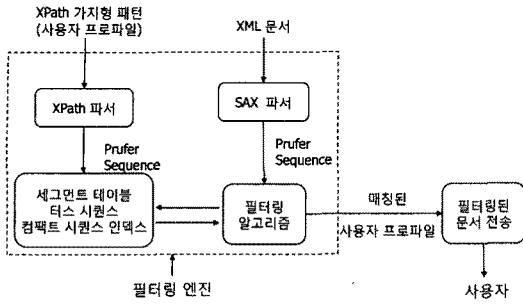 XPath 가지형 패턴
(사용자 프로파일)
XML 문서
XPath 파서
SAX 파서
Prufer
Sequence
Prufer
Sequence
세그먼트 테이블
터스 시퀀스
컴팩트 시퀀스 인덱스
필터링
알고리즘
매칭된
사용자 프로파일
필터링된
문서 전송
필터링 엔진
사용자